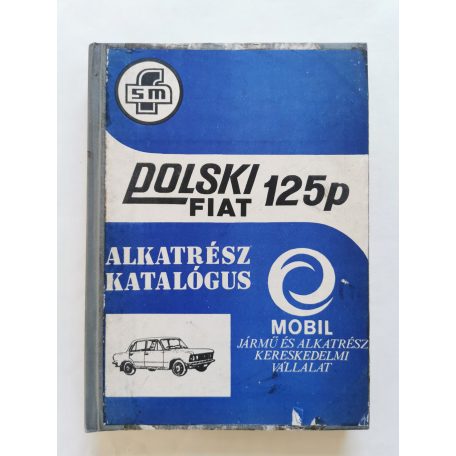 FSM
POLSKI
FIAT 125p
ALKATRÉSZ
KATALÓGUS
MOBIL
JÁRMŰ ÉS ALKATRÉSZ
KERESKEDELMI
VÁLLALAT